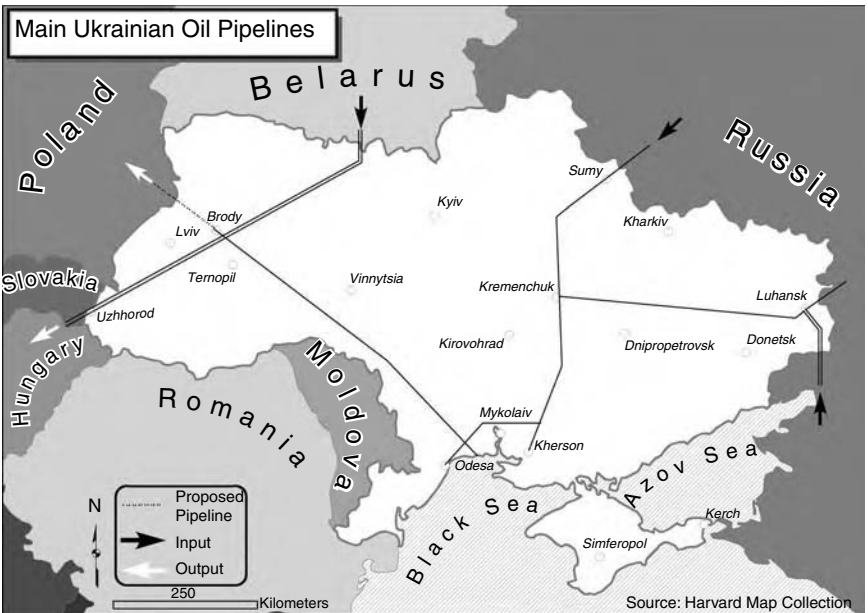 Main Ukrainian Oil Pipelines
Belarus
Poland
Russia
Sumy
Kyiv
Kharkiv
Brody
Lviv
Ternopil
Slovakia
Vinnytsia
Kremenchuk
Luhansk
Uzhhorod
Kirovohrad
Dnipropetrovsk
Donetsk
Hungary
Moldova
Romania
Mykolaiv
Kherson
Odesa
Azov Sea
Black Sea
Kerch
Simferopol
N
Proposed
Pipeline
Input
Output
250
Kilometers
Source: Harvard Map Collection